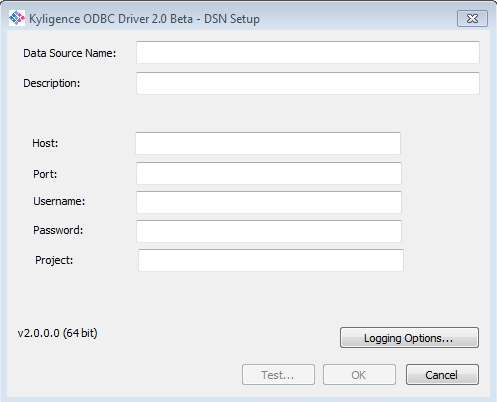 Kyligence ODBC Driver 2.0 Beta - DSN Setup
Data Source Name:
Description:
Host:
Port:
Username:
Password:
Project:
v2.0.0.0 (64 bit)
Logging Options...
Test... OK Cancel